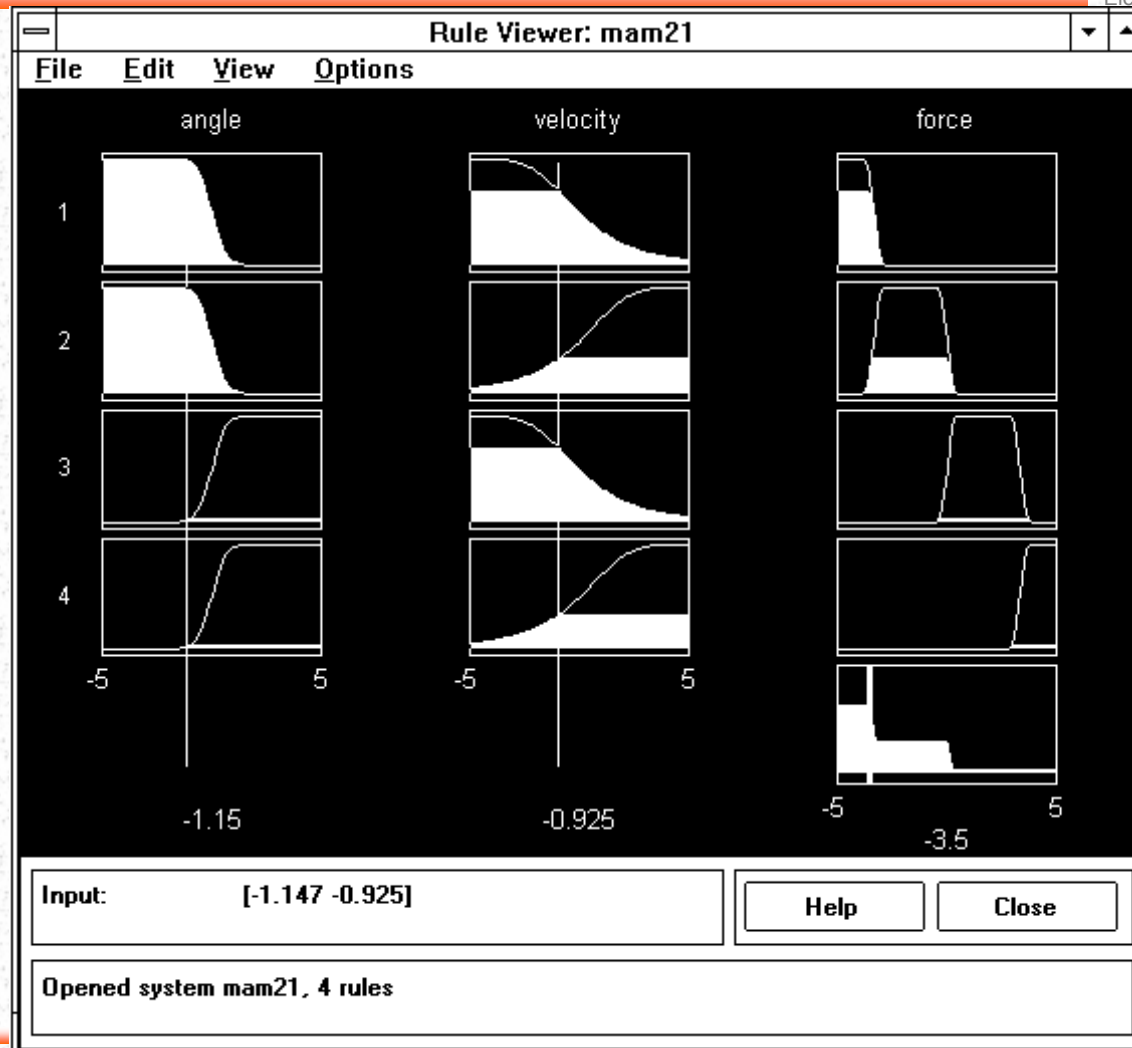 Rule Viewer: mam21
File Edit View Options
angle velocity force
1
2
3
4
-5 5 -5 5
-5 5
-1.15 -0.925 -3.5
Input: [-1.147 -0.925]
Help Close
Opened system mam21, 4 rules